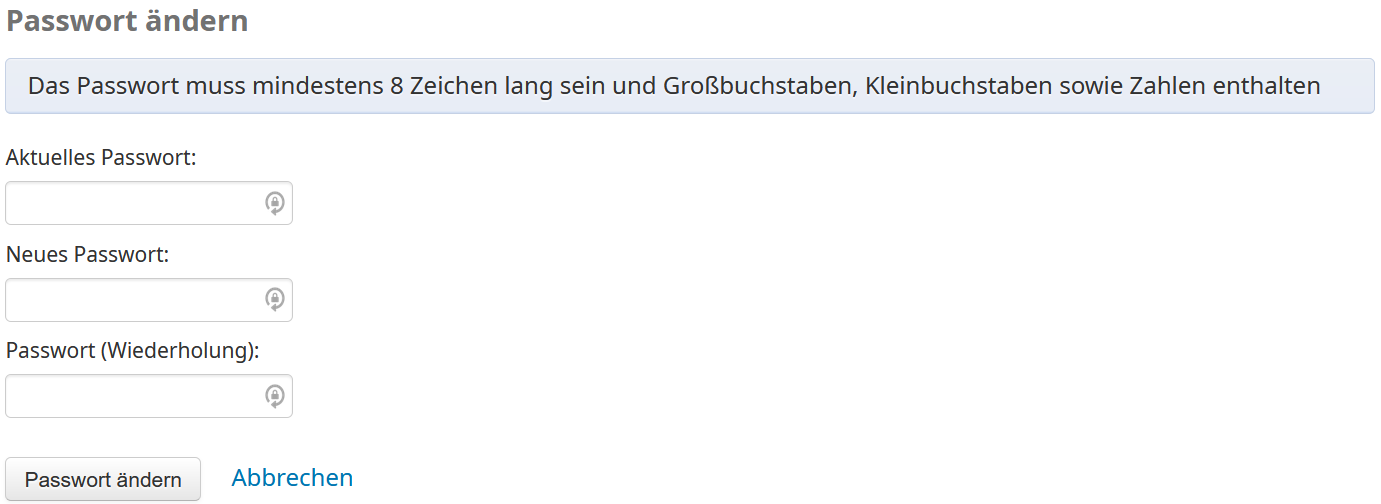 Passwort ändern
Das Passwort muss mindestens 8 Zeichen lang sein und Großbuchstaben, Kleinbuchstaben sowie Zahlen enthalten
Aktuelles Passwort:
Neues Passwort:
Passwort (Wiederholung):
Passwort ändern Abbrechen